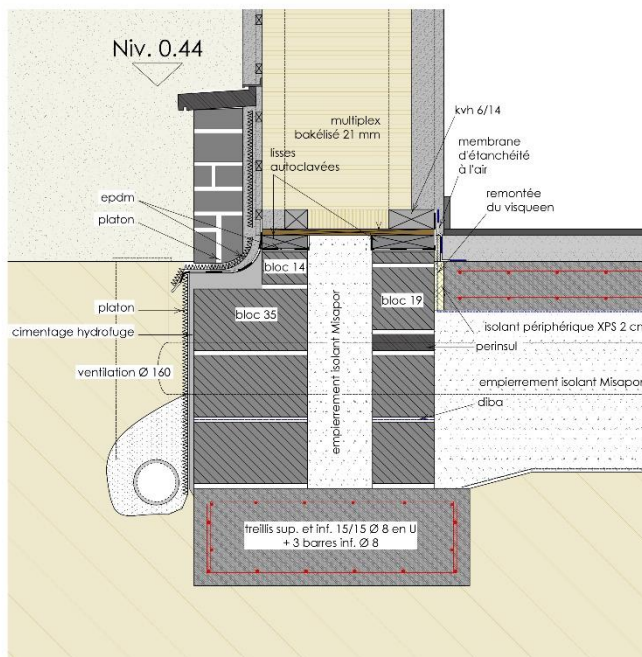 Niv. 0.44
kvh 6/14
multiplex
bakélisé 21 mm
membrane
d'étanchéité
à l'air
lisses
autoclavées
remontée
du visqueen
epdm
platon
bloc 14
platon
bloc 35
bloc 19
cimentage hydrofuge
isolant périphérique XPS 2 cm
perinsul
ventilation Ø 160
empierrement isolant Misapor
empierrement isolant Misapor
diba
treillis sup. et inf. 15/15 Ø 8 en U
+ 3 barres inf. Ø 8